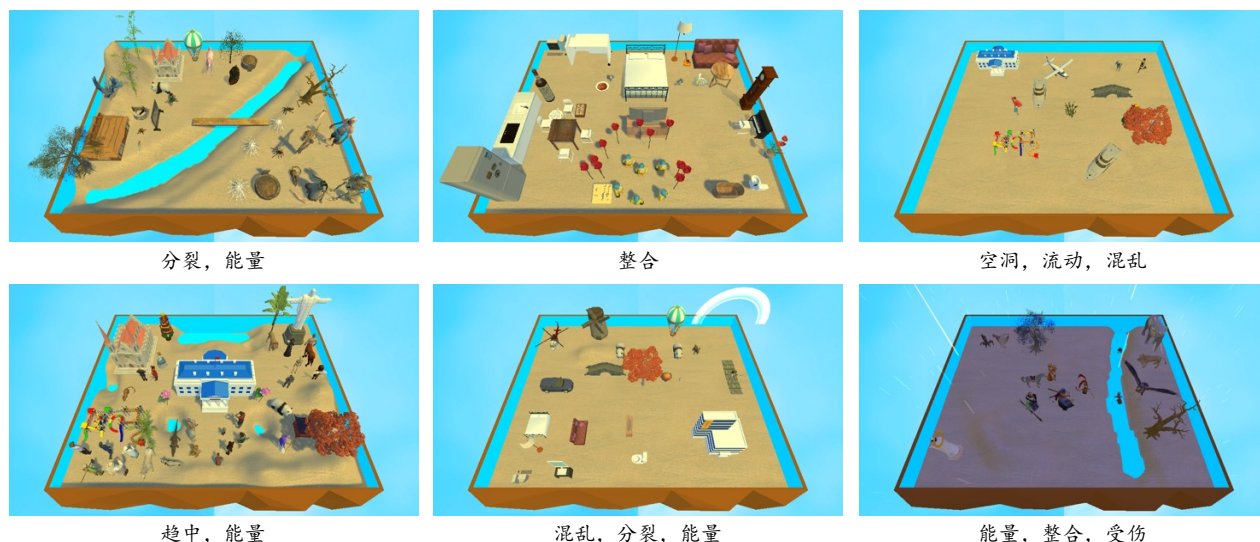 分裂，能量
整合
空洞，流动，混乱
趋中，能量
混乱，分裂，能量
能量，整合，受伤